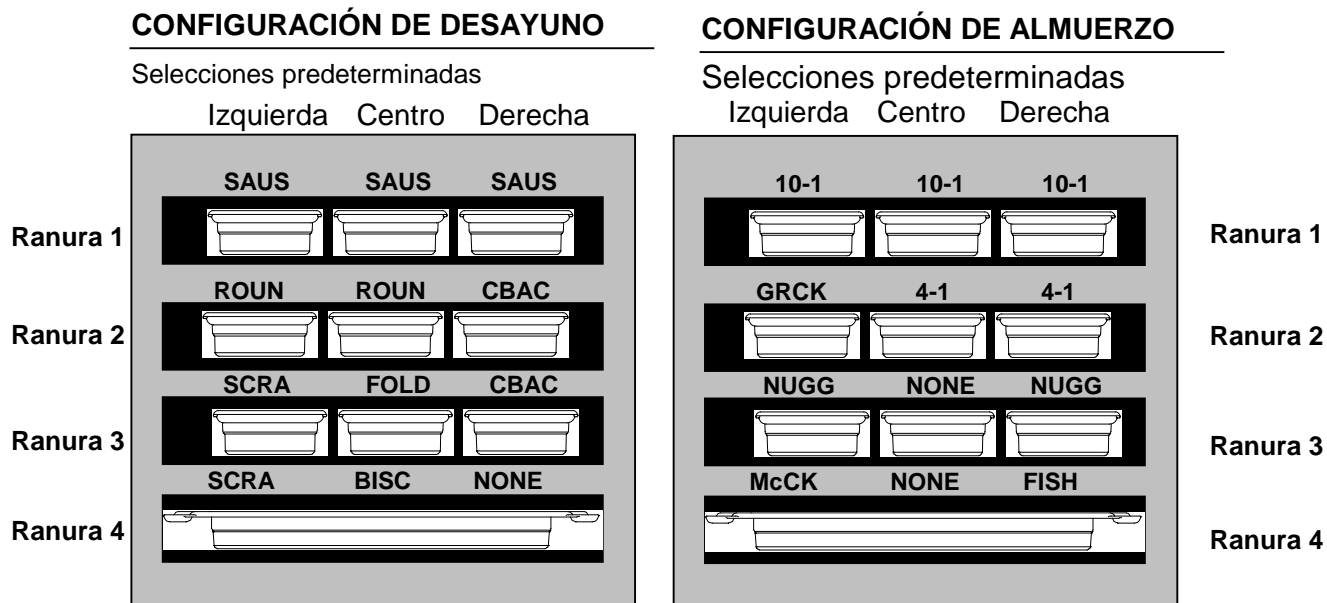 CONFIGURACIÓN DE DESAYUNO
Selecciones predeterminadas
Izquierda Centro Derecha
SAUS SAUS SAUS
Ranura 1
ROUN ROUN CBAC
Ranura 2
SCRA FOLD CBAC
Ranura 3
SCRA BISC NONE
Ranura 4
CONFIGURACIÓN DE ALMUERZO
Selecciones predeterminadas
Izquierda Centro Derecha
10-1 10-1 10-1
Ranura 1
GRCK 4-1 4-1
Ranura 2
NUGG NONE NUGG
Ranura 3
McCK NONE FISH
Ranura 4